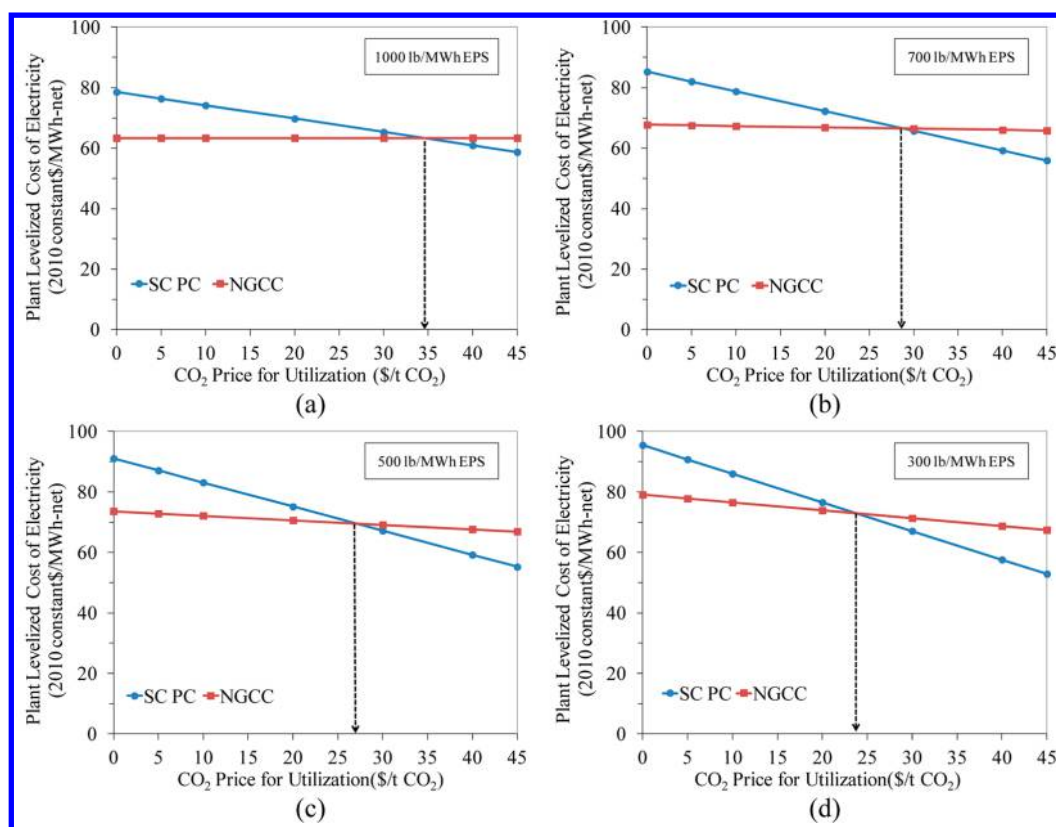 Plant Levelized Cost of Electricity
(2010 constant$/MWh-net)
100
80
60
40
20
0
1000 lb/MWh EPS
SC PC
NGCC
0 5 10 15 20 25 30 35 40 45
CO₂ Price for Utilization ($/t CO₂)
(a)
Plant Levelized Cost of Electricity
(2010 constant$/MWh-net)
100
80
60
40
20
0
700 lb/MWh EPS
SC PC
NGCC
0 5 10 15 20 25 30 35 40 45
CO₂ Price for Utilization($/t CO₂)
(b)
Plant Levelized Cost of Electricity
(2010 constant$/MWh-net)
100
80
60
40
20
0
500 lb/MWh EPS
SC PC
NGCC
0 5 10 15 20 25 30 35 40 45
CO₂ Price for Utilization($/t CO₂)
(c)
Plant Levelized Cost of Electricity
(2010 constant$/MWh-net)
100
80
60
40
20
0
300 lb/MWh EPS
SC PC
NGCC
0 5 10 15 20 25 30 35 40 45
CO₂ Price for Utilization($/t CO₂)
(d)